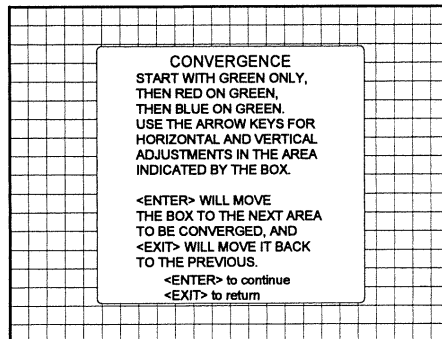 CONVERGENCE
START WITH GREEN ONLY,
THEN RED ON GREEN,
THEN BLUE ON GREEN.
USE THE ARROW KEYS FOR
HORIZONTAL AND VERTICAL
ADJUSTMENTS IN THE AREA
INDICATED BY THE BOX.
<ENTER> WILL MOVE
THE BOX TO THE NEXT AREA
TO BE CONVERGED, AND
<EXIT> WILL MOVE IT BACK
TO THE PREVIOUS.
<ENTER> to continue
<EXIT> to return